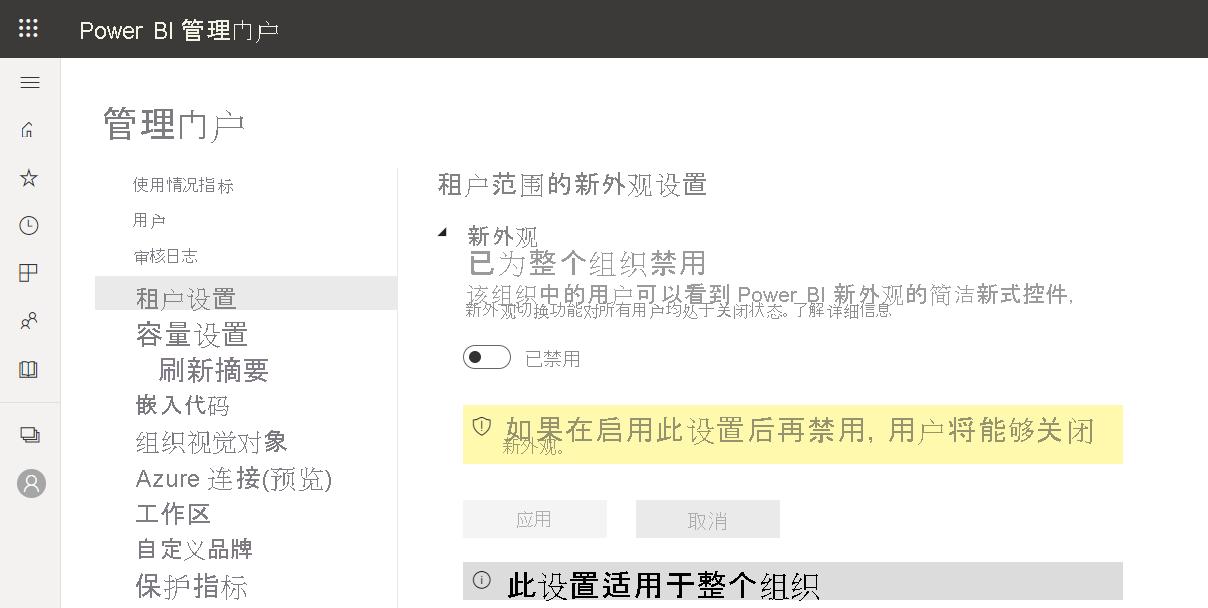 Power BI 管理门户
管理门户
使用情况指标
用户
审核日志
租户设置
容量设置
刷新摘要
嵌入代码
组织视觉对象
Azure 连接(预览)
工作区
自定义品牌
保护指标
租户范围的新外观设置
新外观
已为整个组织禁用
该组织中的用户可以看到 Power BI 新外观的简洁新式控件,
新外观切换功能对所有用户均处于关闭状态。了解详细信息
已禁用
如果在启用此设置后再禁用, 用户将能够关闭
新外观。
应用
取消
此设置适用于整个组织